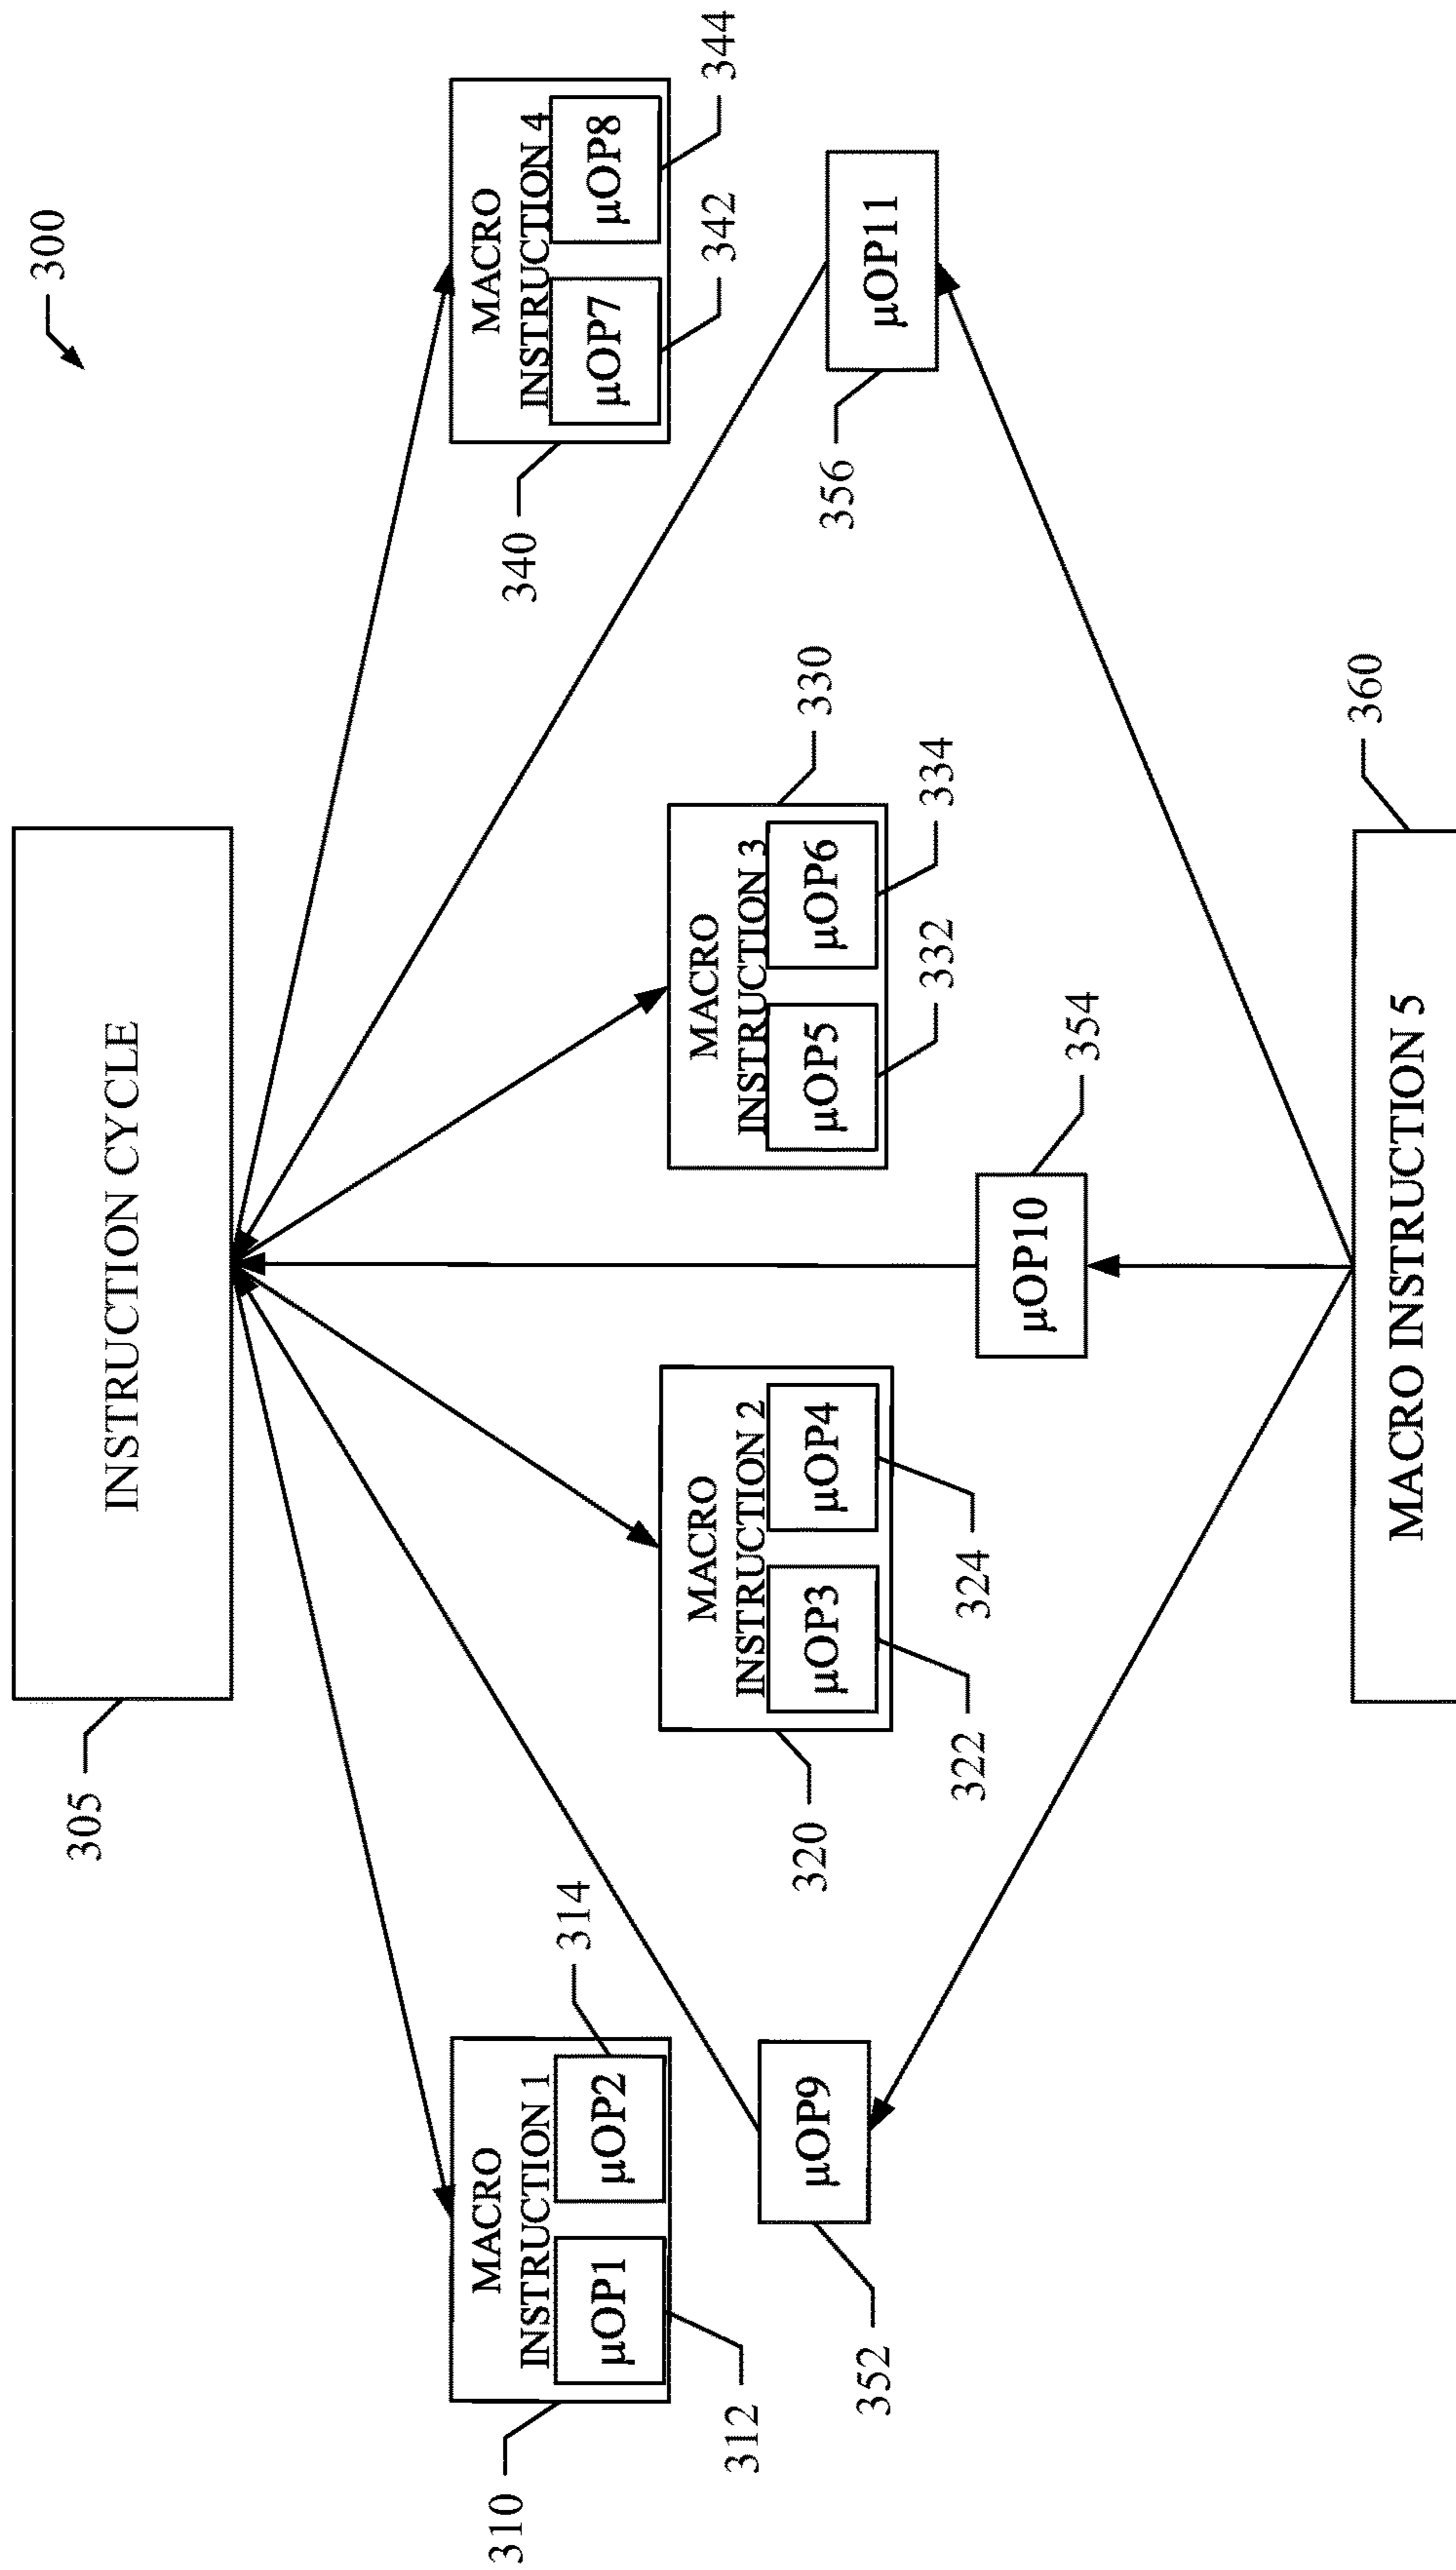 300
INSTRUCTION CYCLE
305
MACRO
INSTRUCTION 1
µOP1
µOP2
310
312
314
MACRO
INSTRUCTION 2
µOP3
µOP4
320
322
324
MACRO
INSTRUCTION 3
µOP5
µOP6
330
332
334
MACRO
INSTRUCTION 4
µOP7
µOP8
340
342
344
µOP9
352
µOP10
354
µOP11
356
MACRO INSTRUCTION 5
360